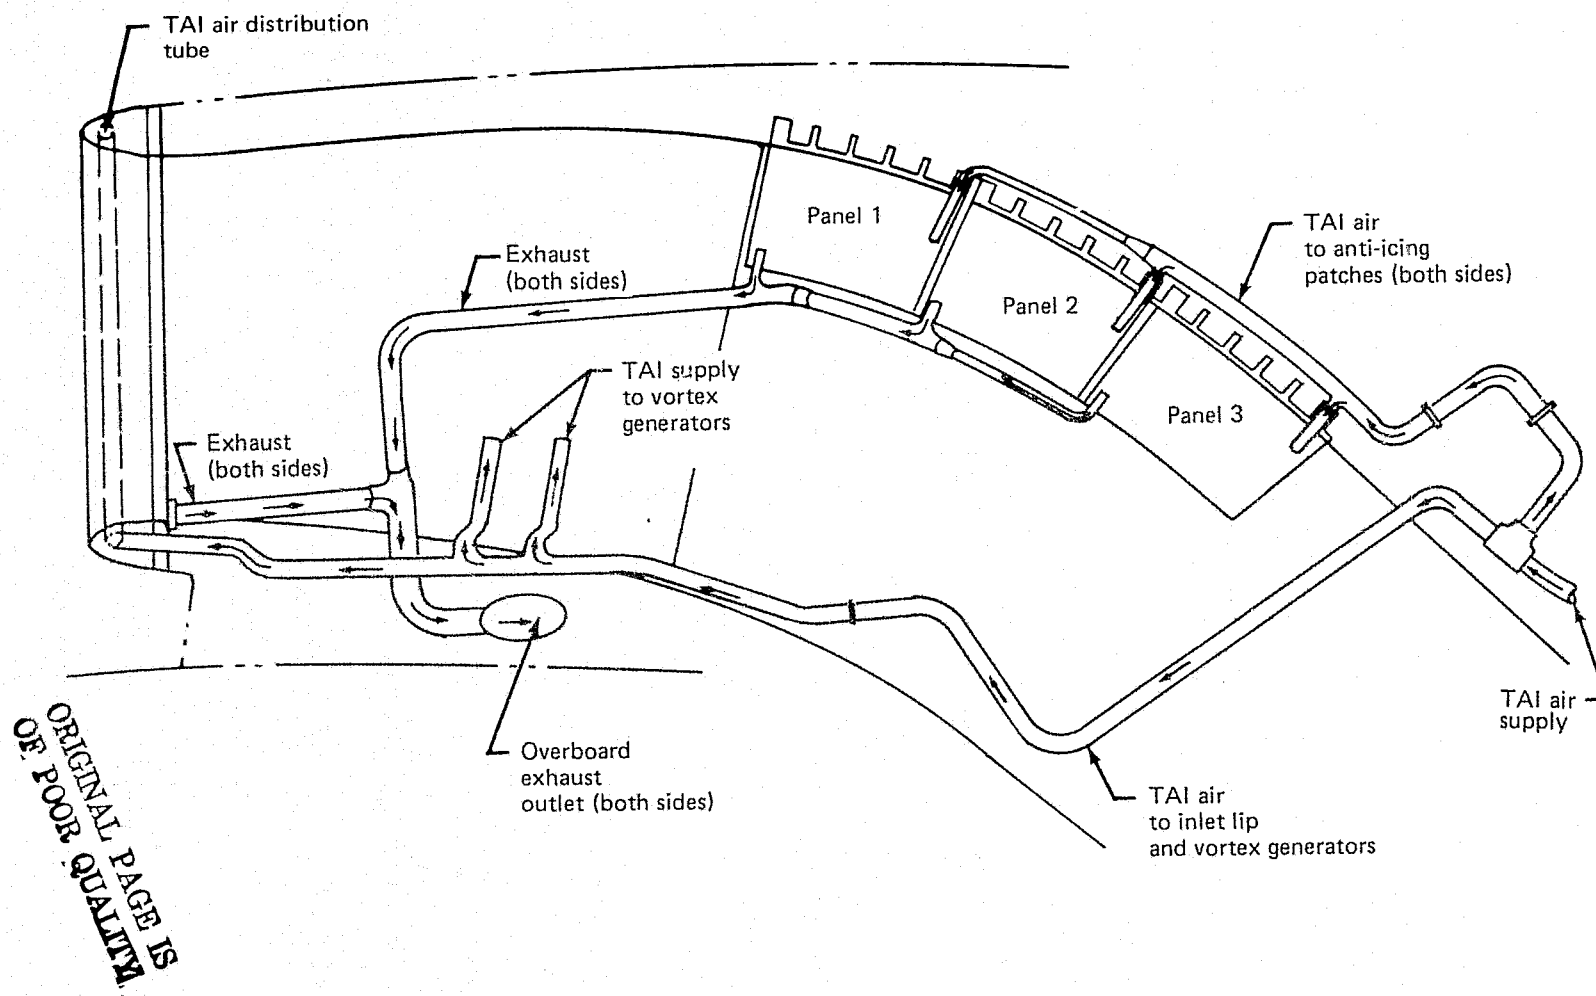 TAI air distribution
tube
Panel 1
TAI air
to anti-icing
patches (both sides)
Exhaust
(both sides)
Panel 2
TAI supply
to vortex
generators
Panel 3
Exhaust
(both sides)
TAI air
supply
Overboard
exhaust
outlet (both sides)
TAI air
to inlet lip
and vortex generators
ORIGINAL PAGE IS
OF POOR QUALITY